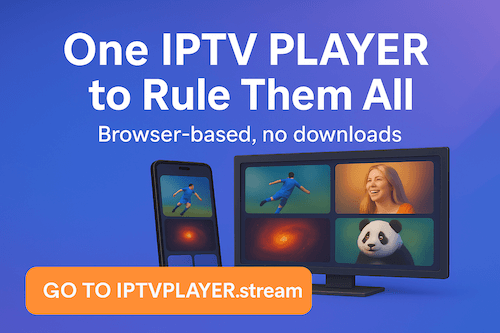 One IPTV PLAYER
to Rule Them All
Browser-based, no downloads
GO TO IPTVPLAYER.stream